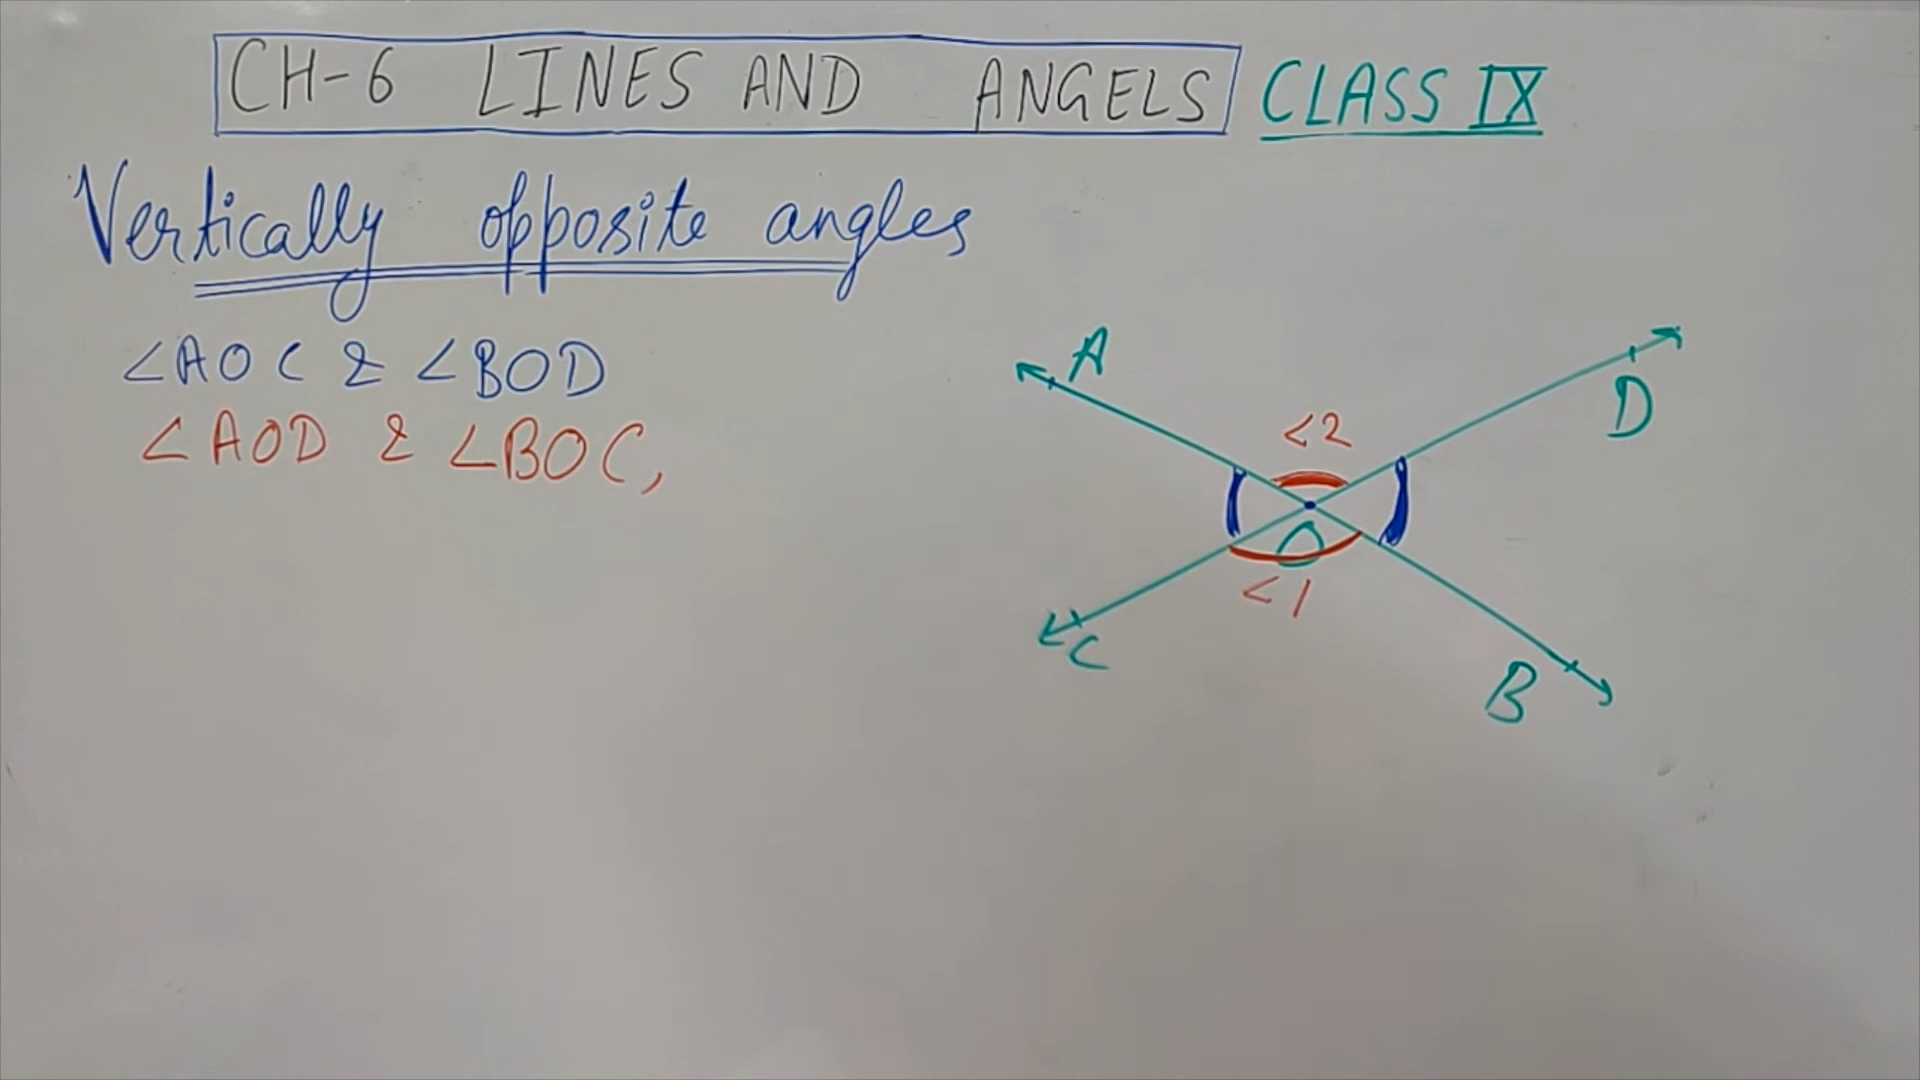 CH-6 LINES AND ANGELS CLASS IX
Vertically opposite angles
∠AOC & ∠BOD
∠AOD & ∠BOC,
A
D
∠2
O
∠1
C
B